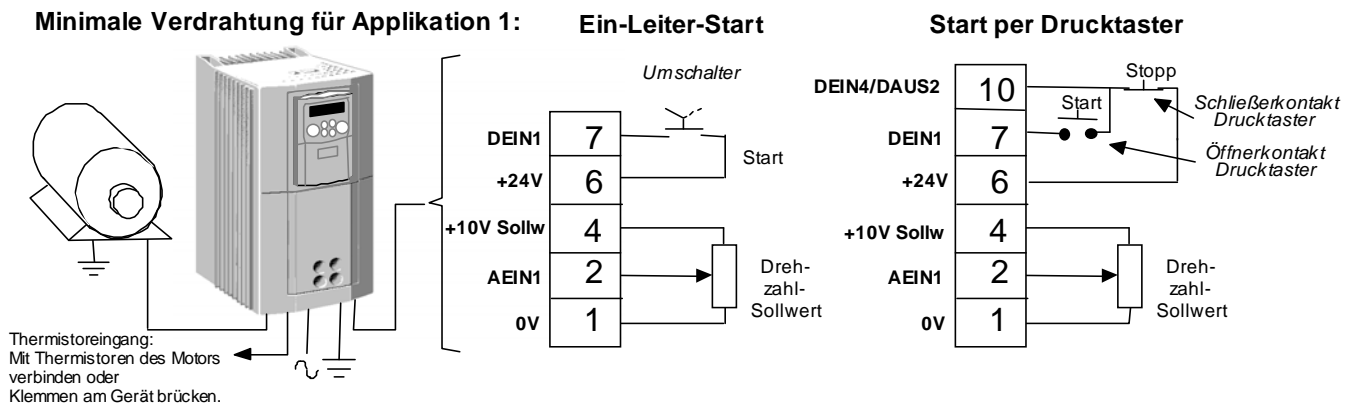 Minimale Verdrahtung für Applikation 1:
Thermistoreingang:
Mit Thermistoren des Motors
verbinden oder
Klemmen am Gerät brücken.
Ein-Leiter-Start
Umschalter
DEIN1 7
Start
+24V 6
+10V Sollw 4
AEIN1 2
0V 1
Dreh-
zahl-
Sollwert
Start per Drucktaster
DEIN4/DAUS2 10
Stopp
Start
Schließerkontakt
Drucktaster
DEIN1 7
Öffnerkontakt
Drucktaster
+24V 6
+10V Sollw 4
AEIN1 2
0V 1
Dreh-
zahl-
Sollwert